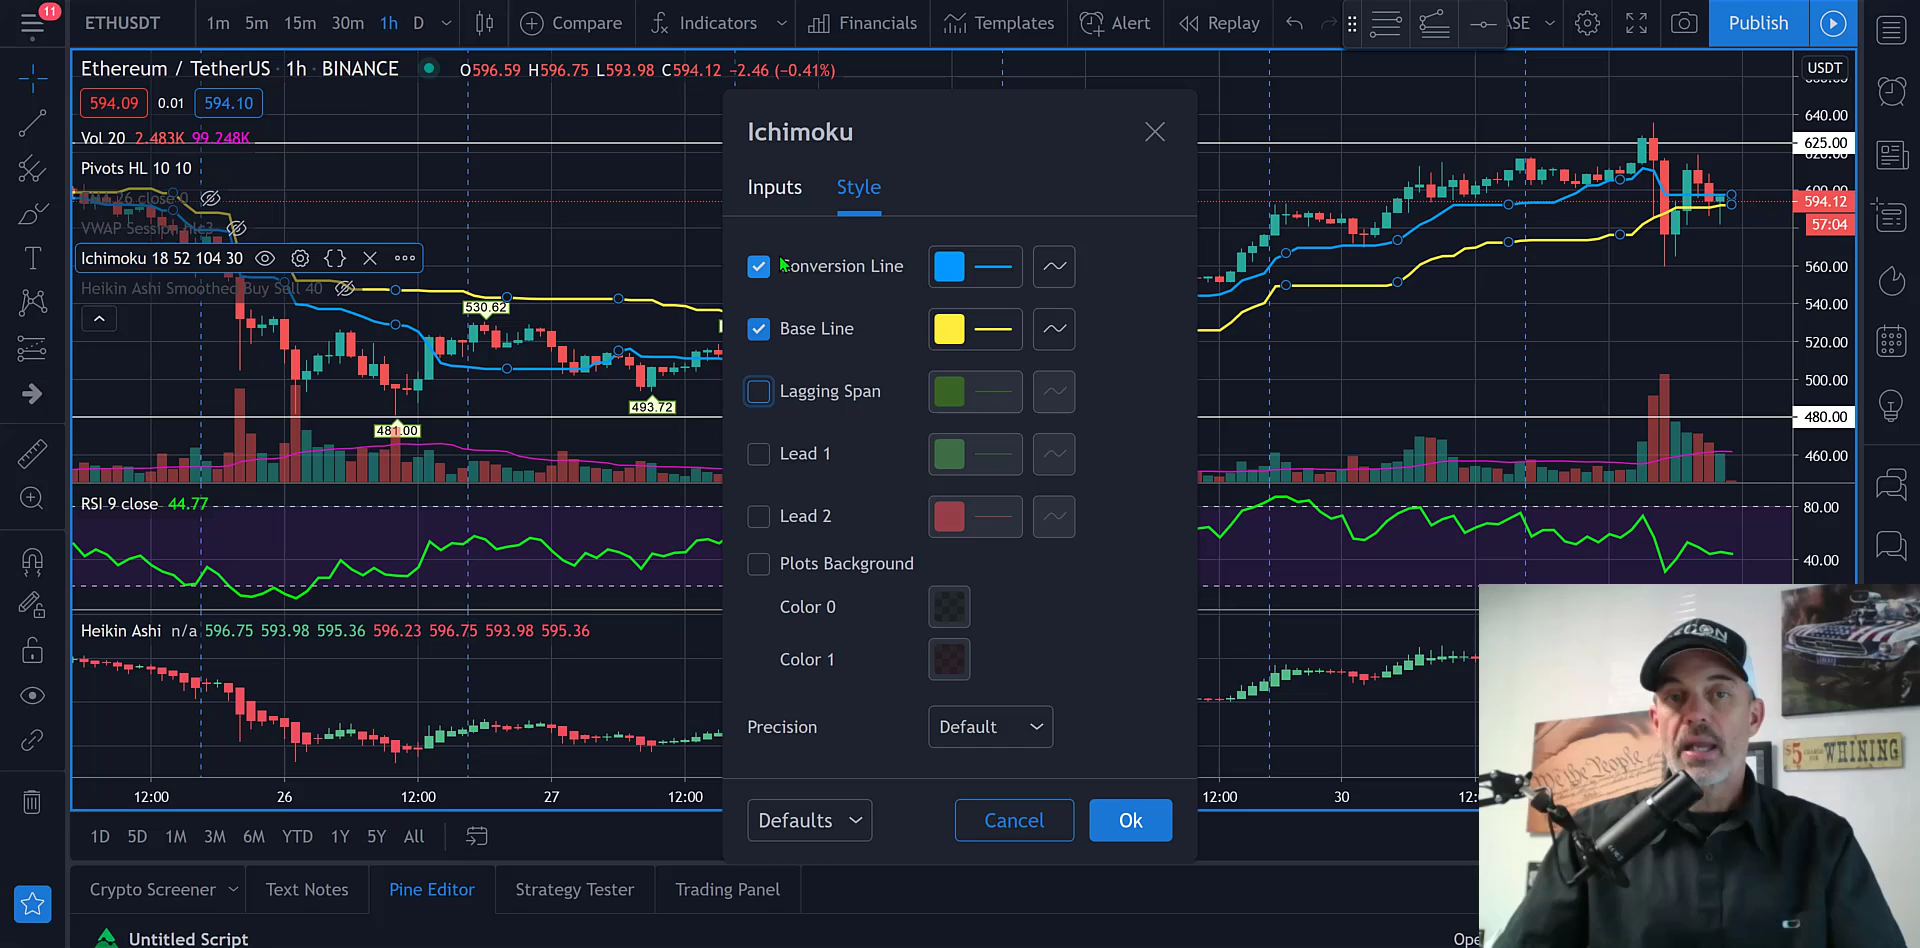 11
ETHUSDT 1m 5m 15m 30m 1h D Compare Indicators Financials Templates Alert Replay Publish
Ethereum / TetherUS · 1h · BINANCE O596.59 H596.75 L593.98 C594.12 −2.46 (−0.41%)
USDT
594.09 0.01 594.10
640.00
Vol 20 2.483K 99.248K
625.00
Pivots HL 10 10
594.12
57:04
VWAP Session
Ichimoku 18 52 104 30
560.00
Heikin Ashi Smoothed Buy Sell 40
530.62
540.00
520.00
500.00
493.72
480.00
481.00
460.00
RSI 9 close 44.77
80.00
40.00
Heikin Ashi n/a 596.75 593.98 595.36 596.23 596.75 593.98 595.36
12:00 26 12:00 27 12:00 12:00 30
Ichimoku
Inputs Style
Conversion Line
Base Line
Lagging Span
Lead 1
Lead 2
Plots Background
Color 0
Color 1
Precision Default
Defaults Cancel Ok
1D 5D 1M 3M 6M YTD 1Y 5Y All
Crypto Screener Text Notes Pine Editor Strategy Tester Trading Panel
Untitled Script
We the People
$5 WHINING